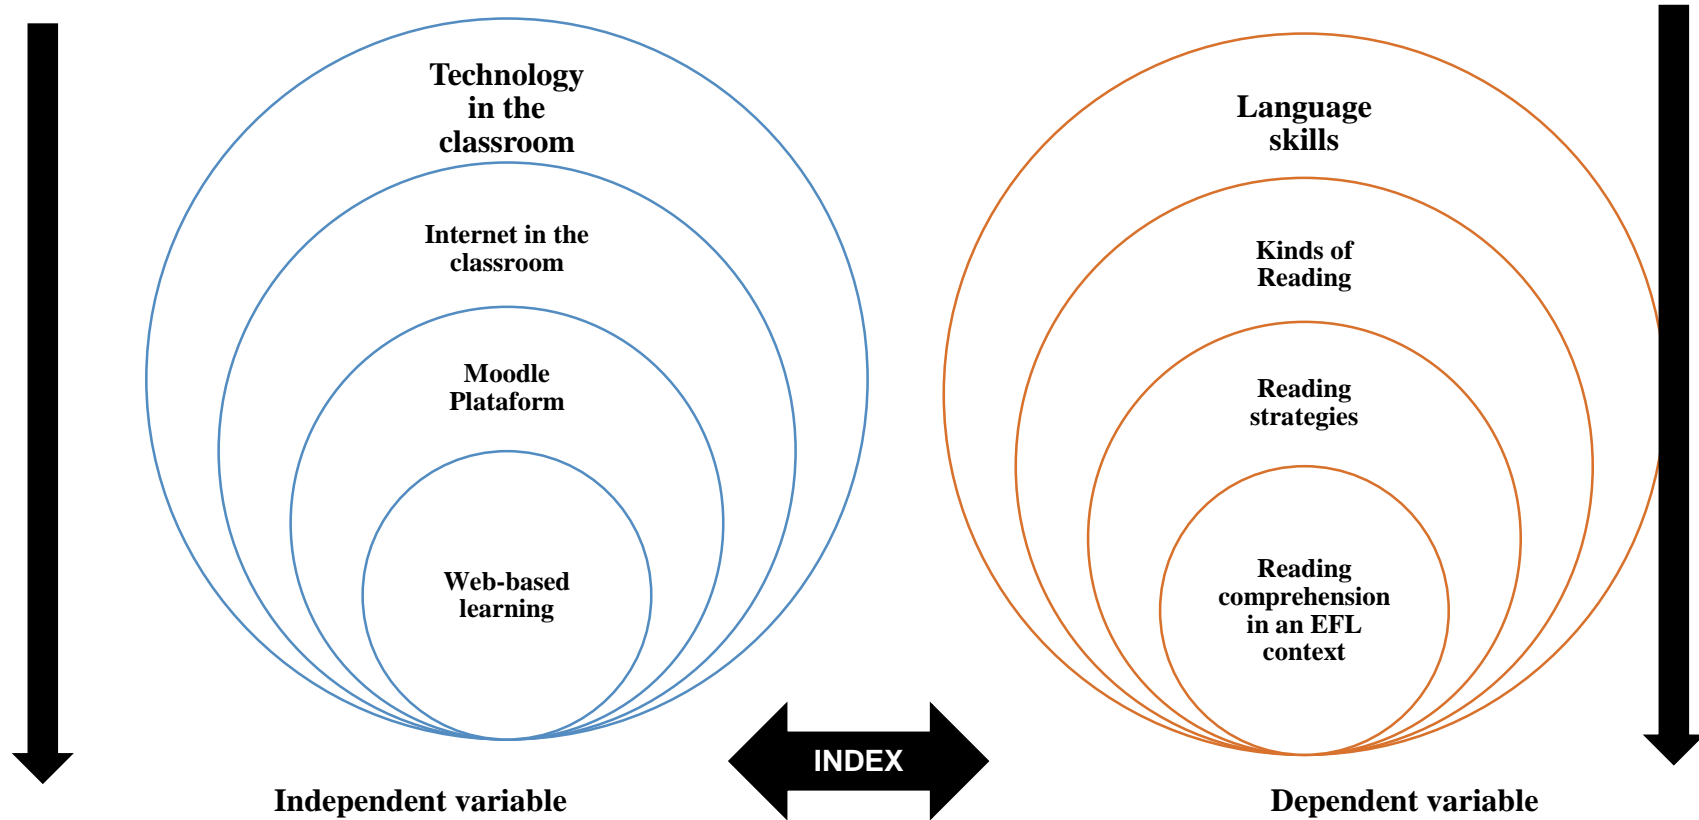 Technology
in the
classroom
Internet in the
classroom
Moodle
Plataform
Web-based
learning
Independent variable
INDEX
Language
skills
Kinds of
Reading
Reading
strategies
Reading
comprehension
in an EFL
context
Dependent variable